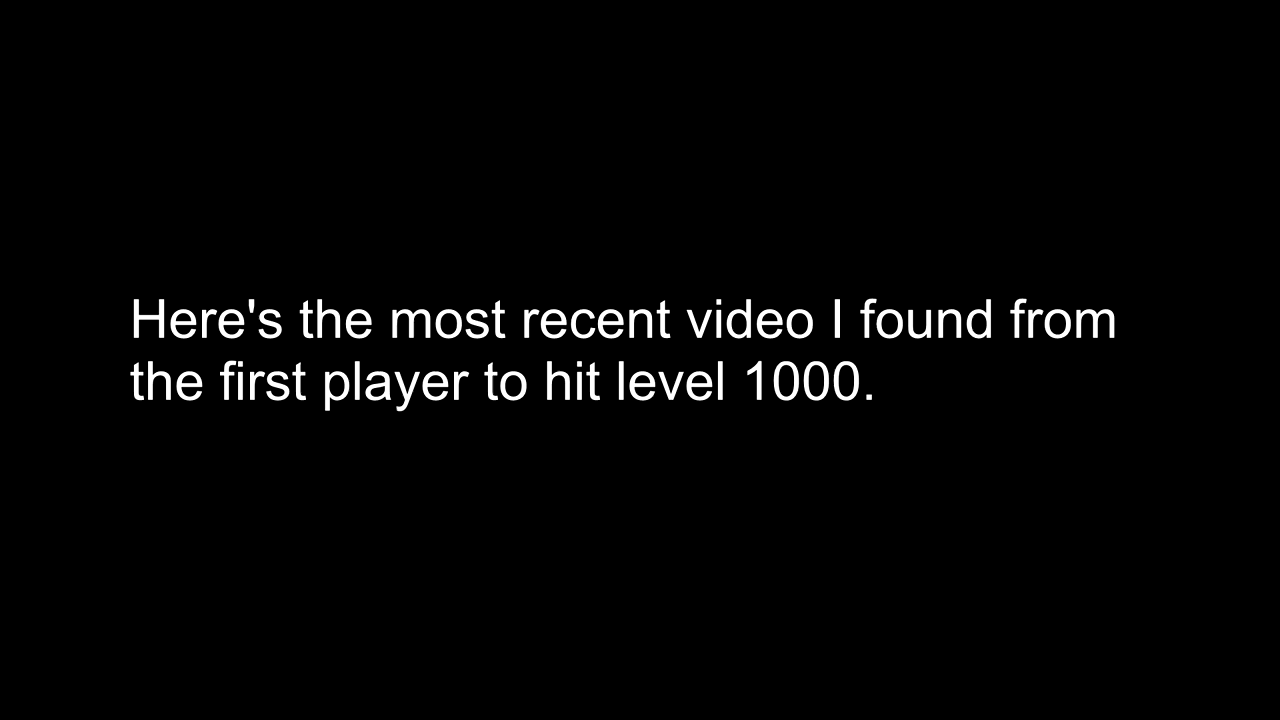 Here's the most recent video I found from
the first player to hit level 1000.